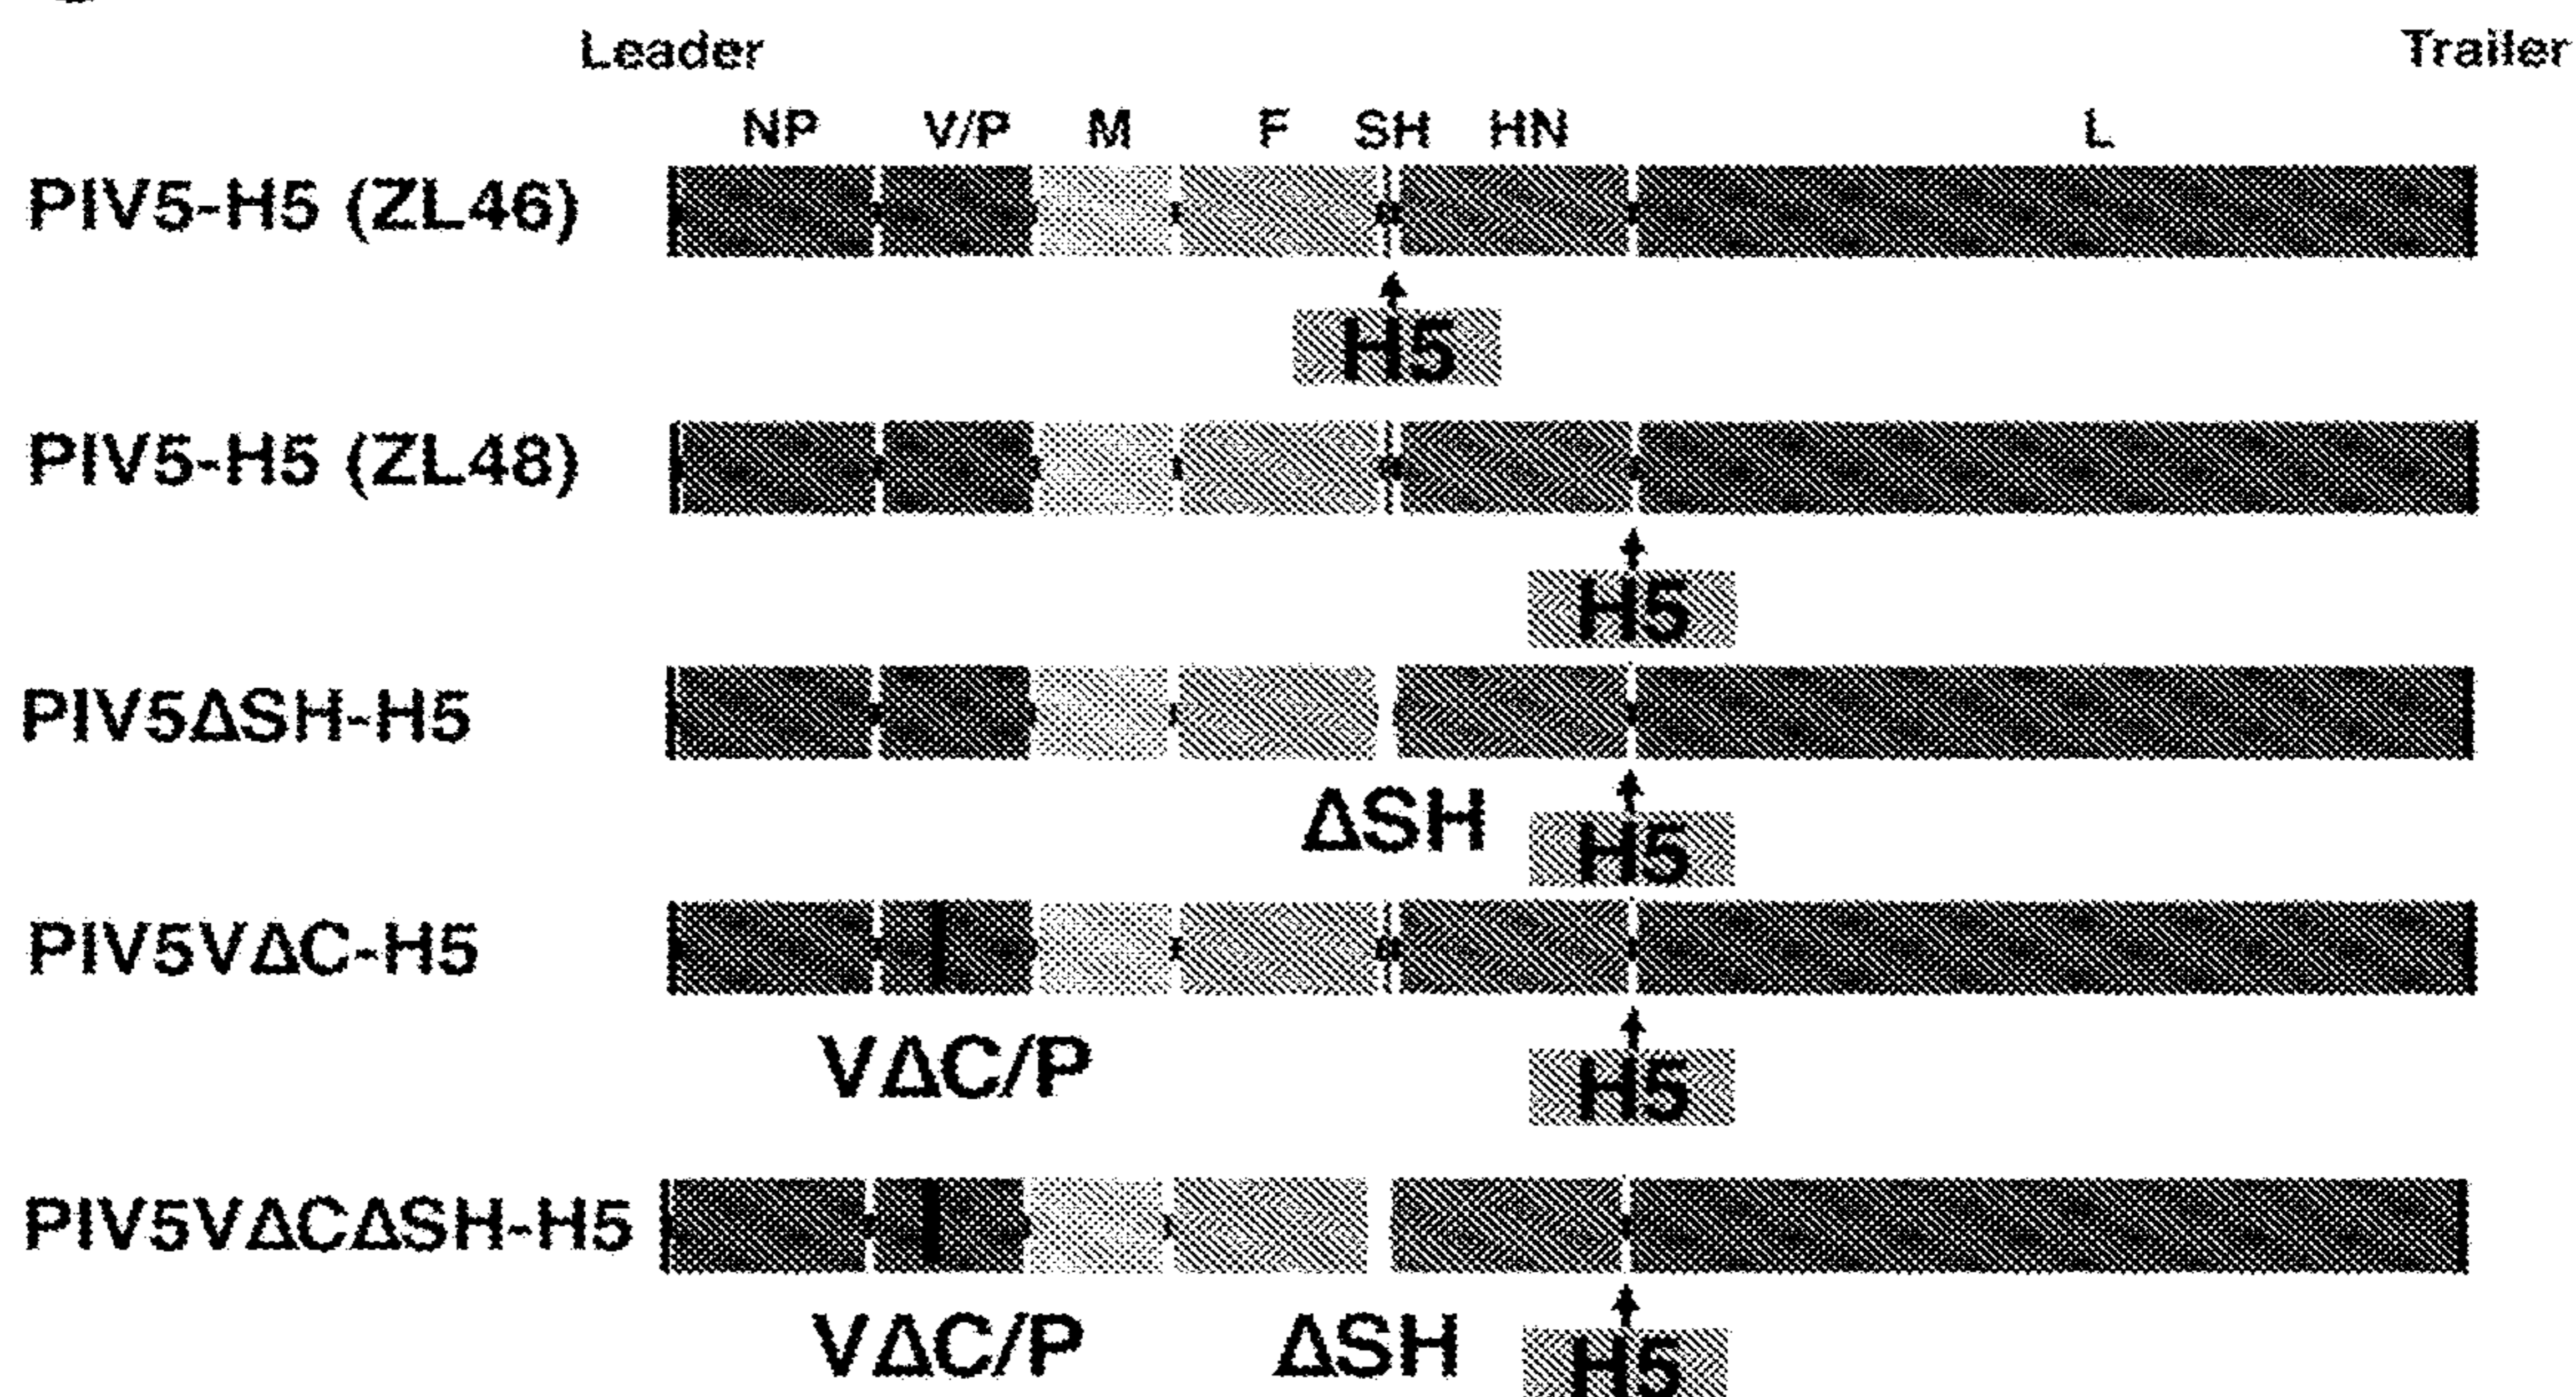 Leader Trailer
NP V/P M F SH HN L
PIV5-H5 (ZL46)
H5
PIV5-H5 (ZL48)
H5
PIV5ΔSH-H5
ΔSH H5
PIV5VΔC-H5
VΔC/P H5
PIV5VΔCΔSH-H5
VΔC/P ΔSH H5